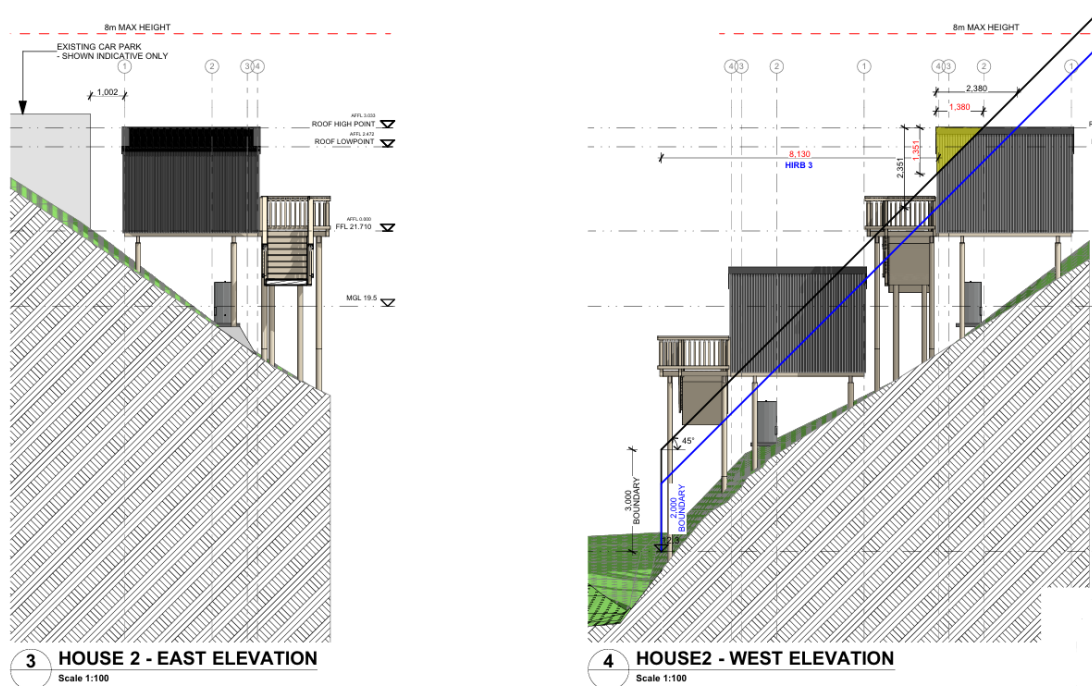 8m MAX HEIGHT
EXISTING CAR PARK
- SHOWN INDICATIVE ONLY
1
2
3
4
1,002
AFFL 3.033
ROOF HIGH POINT
AFFL 2.472
ROOF LOWPOINT
AFFL 0.000
FFL 21.710
MGL 19.5
3
HOUSE 2 - EAST ELEVATION
Scale 1:100
8m MAX HEIGHT
4
3
2
1
4
3
2
1
2,380
1,380
8,130
HIRB 3
2,351
1,351
R
45°
3,000
BOUNDARY
2,000
BOUNDARY
12.3
4
HOUSE2 - WEST ELEVATION
Scale 1:100